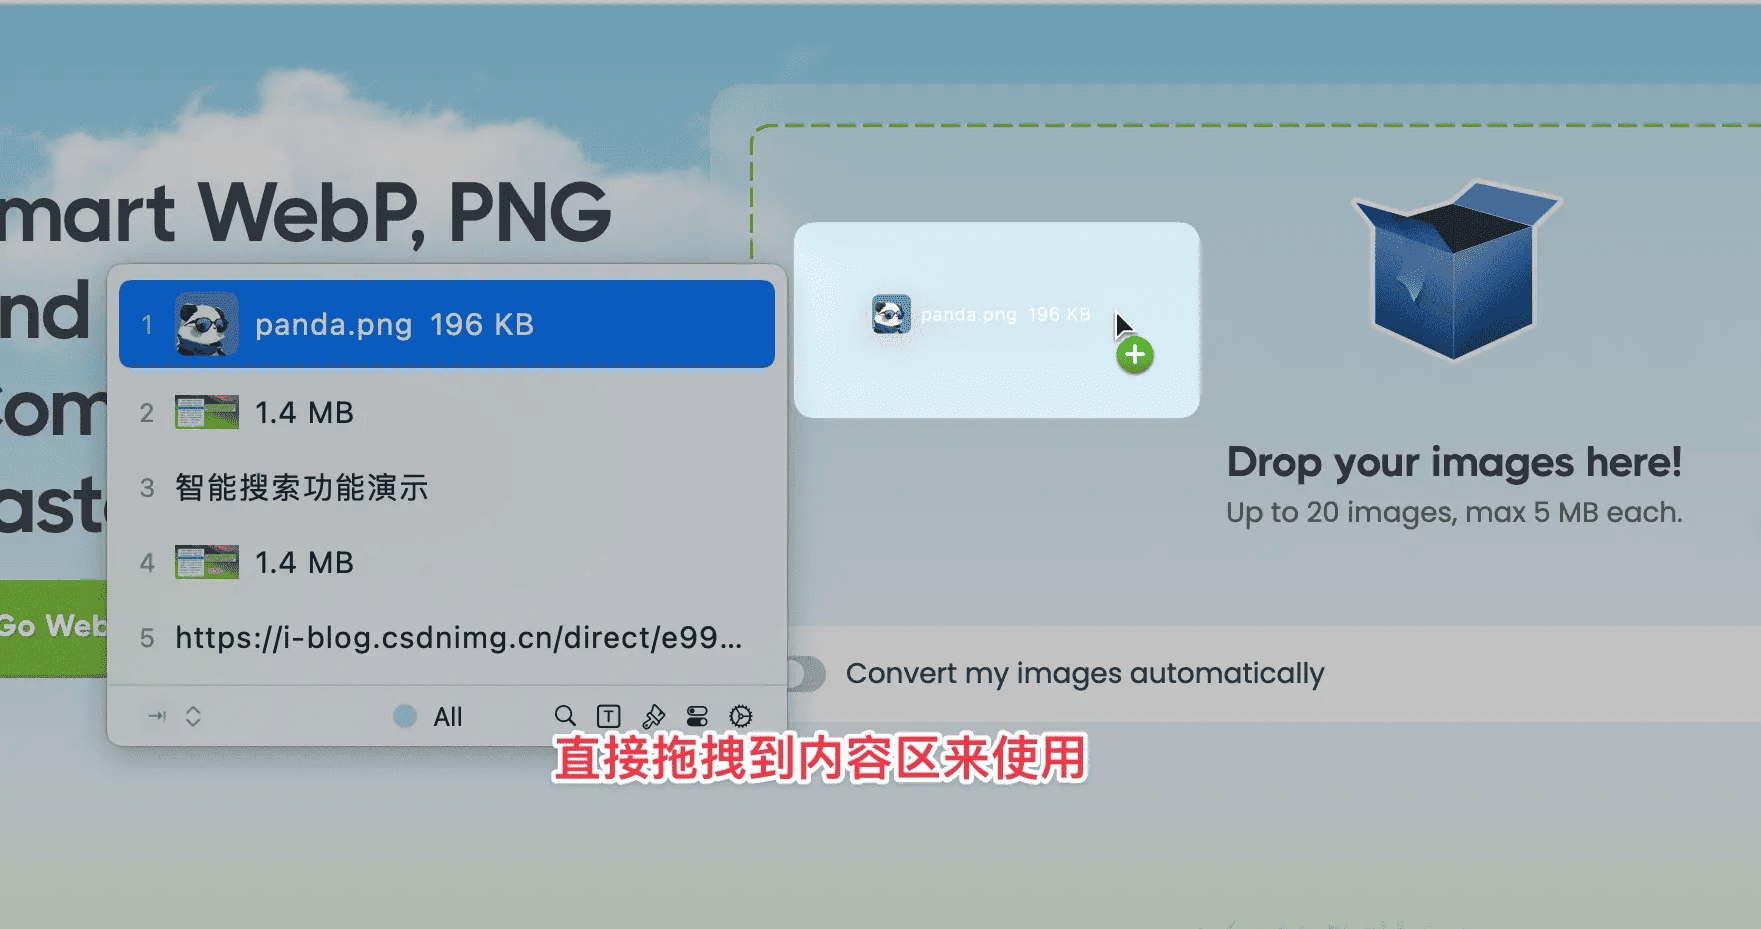 mart WebP, PNG
nd
Com
aste
Go Web
1 panda.png 196 KB
2 1.4 MB
3 智能搜索功能演示
4 1.4 MB
5 https://i-blog.csdnimg.cn/direct/e99...
All
T
panda.png 196 KB
Drop your images here!
Up to 20 images, max 5 MB each.
Convert my images automatically
直接拖拽到内容区来使用